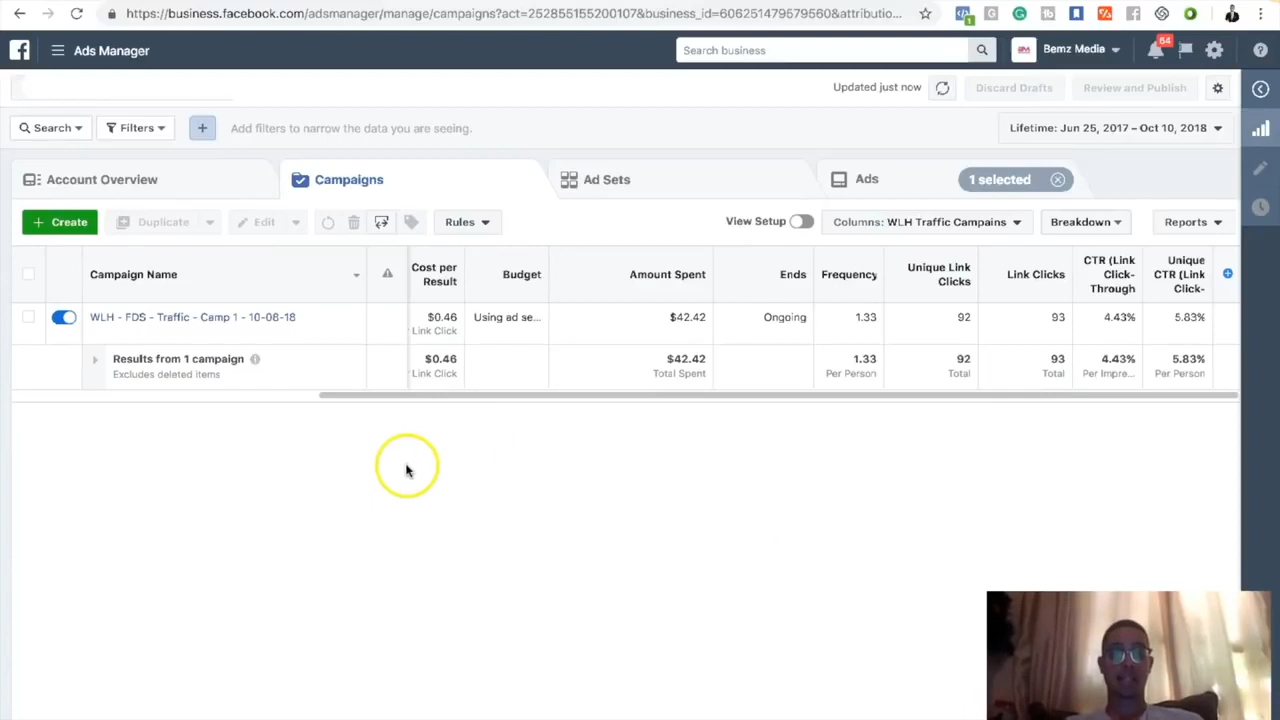 https://business.facebook.com/adsmanager/manage/campaigns?act=252855155200107&business_id=606251479579560&attributio...
1
Ads Manager
Search business
Bemz Media
64
Updated just now
Discard Drafts
Review and Publish
Search
Filters
+
Add filters to narrow the data you are seeing.
Lifetime: Jun 25, 2017 – Oct 10, 2018
Account Overview
Campaigns
Ad Sets
Ads
1 selected
+ Create
Duplicate
Edit
Rules
View Setup
Columns: WLH Traffic Campains
Breakdown
Reports
Campaign Name
Cost per Result
Budget
Amount Spent
Ends
Frequency
Unique Link Clicks
Link Clicks
CTR (Link Click-Through
Unique CTR (Link Click-
WLH - FDS - Traffic - Camp 1 - 10-08-18
$0.46
Link Click
Using ad se...
$42.42
Ongoing
1.33
92
93
4.43%
5.83%
Results from 1 campaign
Excludes deleted items
$0.46
Link Click
$42.42
Total Spent
1.33
Per Person
92
Total
93
Total
4.43%
Per Impre...
5.83%
Per Person